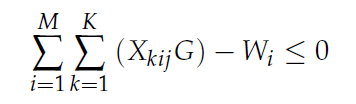 M K
∑ ∑ (X_{kij}G) − W_i ≤ 0
i=1 k=1